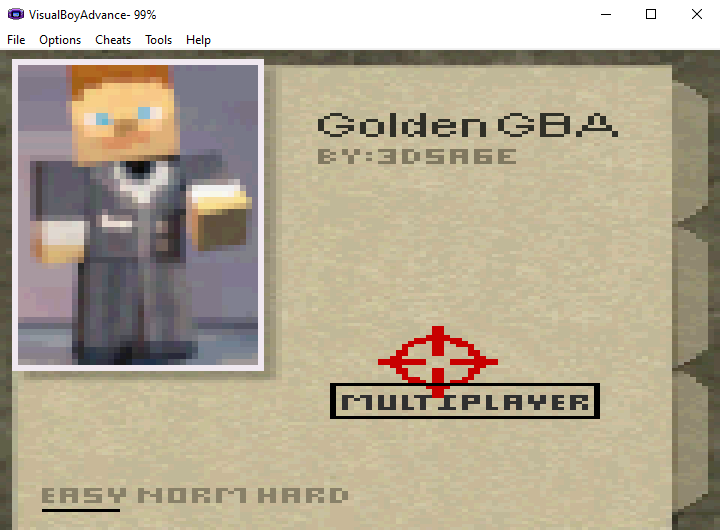 VisualBoyAdvance- 99%
File Options Cheats Tools Help
Golden GBA
BY:3DSAGE
MULTIPLAYER
EASY NORM HARD